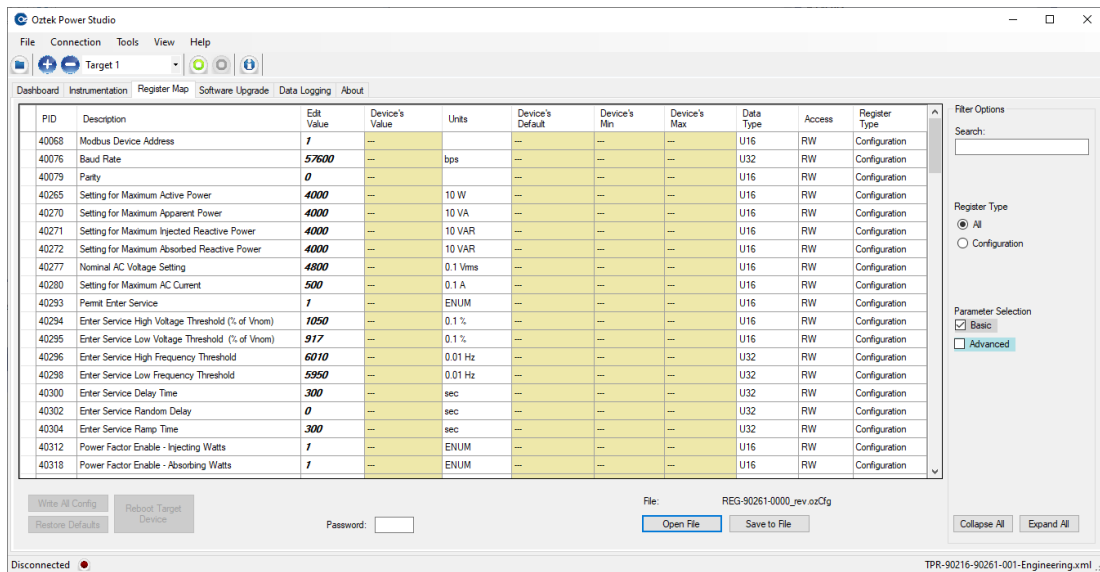 Oztek Power Studio
File Connection Tools View Help
Target 1
Dashboard Instrumentation Register Map Software Upgrade Data Logging About
PID Description Edit Value Device's Value Units Device's Default Device's Min Device's Max Data Type Access Register Type
40068 Modbus Device Address 1 --- --- --- --- U16 RW Configuration
40076 Baud Rate 57600 --- bps --- --- --- U32 RW Configuration
40079 Parity 0 --- --- --- --- U16 RW Configuration
40265 Setting for Maximum Active Power 4000 --- 10 W --- --- --- U16 RW Configuration
40270 Setting for Maximum Apparent Power 4000 --- 10 VA --- --- --- U16 RW Configuration
40271 Setting for Maximum Injected Reactive Power 4000 --- 10 VAR --- --- --- U16 RW Configuration
40272 Setting for Maximum Absorbed Reactive Power 4000 --- 10 VAR --- --- --- U16 RW Configuration
40277 Nominal AC Voltage Setting 4800 --- 0.1 Vrms --- --- --- U16 RW Configuration
40280 Setting for Maximum AC Current 500 --- 0.1 A --- --- --- U16 RW Configuration
40293 Permit Enter Service 1 --- ENUM --- --- --- U16 RW Configuration
40294 Enter Service High Voltage Threshold (% of Vnom) 1050 --- 0.1 % --- --- --- U16 RW Configuration
40295 Enter Service Low Voltage Threshold (% of Vnom) 917 --- 0.1 % --- --- --- U16 RW Configuration
40296 Enter Service High Frequency Threshold 6010 --- 0.01 Hz --- --- --- U32 RW Configuration
40298 Enter Service Low Frequency Threshold 5950 --- 0.01 Hz --- --- --- U32 RW Configuration
40300 Enter Service Delay Time 300 --- sec --- --- --- U32 RW Configuration
40302 Enter Service Random Delay 0 --- sec --- --- --- U32 RW Configuration
40304 Enter Service Ramp Time 300 --- sec --- --- --- U32 RW Configuration
40312 Power Factor Enable - Injecting Watts 1 --- ENUM --- --- --- U16 RW Configuration
40318 Power Factor Enable - Absorbing Watts 1 --- ENUM --- --- --- U16 RW Configuration
Filter Options
Search:
Register Type
All
Configuration
Parameter Selection
Basic
Advanced
Write All Config
Restore Defaults
Reboot Target Device
Password:
File: REG-90261-0000_rev.ozCfg
Open File Save to File
Collapse All Expand All
Disconnected
TPR-90216-90261-001-Engineering.xml